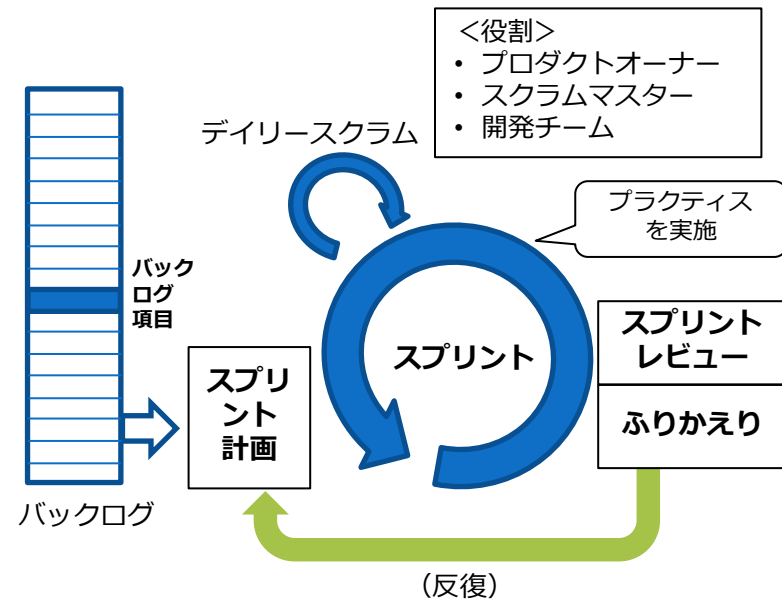 ＜役割＞
• プロダクトオーナー
• スクラムマスター
• 開発チーム
デイリースクラム
プラクティス
を実施
バック
ログ
項目
スプリント
スプリント
レビュー
ふりかえり
スプリ
ント
計画
バックログ
（反復）